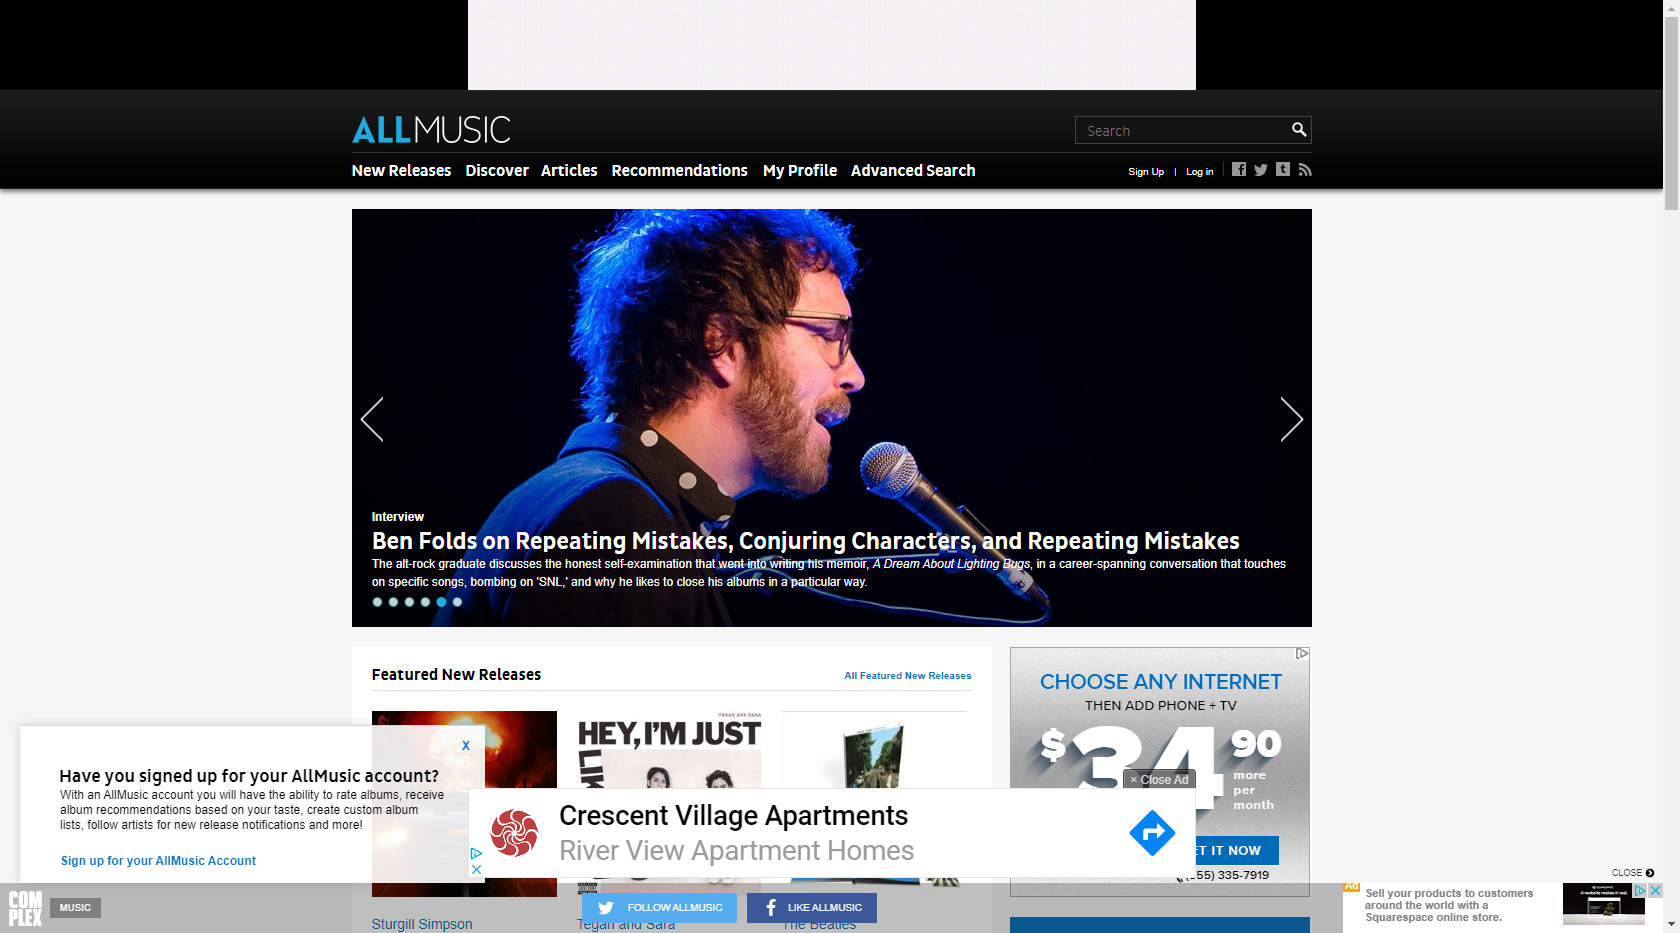 ALLMUSIC
Search
New Releases Discover Articles Recommendations My Profile Advanced Search
Sign Up | Log in
Interview
Ben Folds on Repeating Mistakes, Conjuring Characters, and Repeating Mistakes
The alt-rock graduate discusses the honest self-examination that went into writing his memoir, A Dream About Lighting Bugs, in a career-spanning conversation that touches
on specific songs, bombing on 'SNL,' and why he likes to close his albums in a particular way.
Featured New Releases
All Featured New Releases
TEGAN AND SARA
HEY, I'M JUST
CHOOSE ANY INTERNET
THEN ADD PHONE + TV
$34.90
more
per
month
× Close Ad
X
Have you signed up for your AllMusic account?
With an AllMusic account you will have the ability to rate albums, receive
album recommendations based on your taste, create custom album
lists, follow artists for new release notifications and more!
Sign up for your AllMusic Account
Crescent Village Apartments
River View Apartment Homes
IT NOW
55) 335-7919
CLOSE
COMPLEX
MUSIC
FOLLOW ALLMUSIC
LIKE ALLMUSIC
Ad
Sell your products to customers
around the world with a
Squarespace online store.
Sturgill Simpson
Tegan and Sara
The Beatles